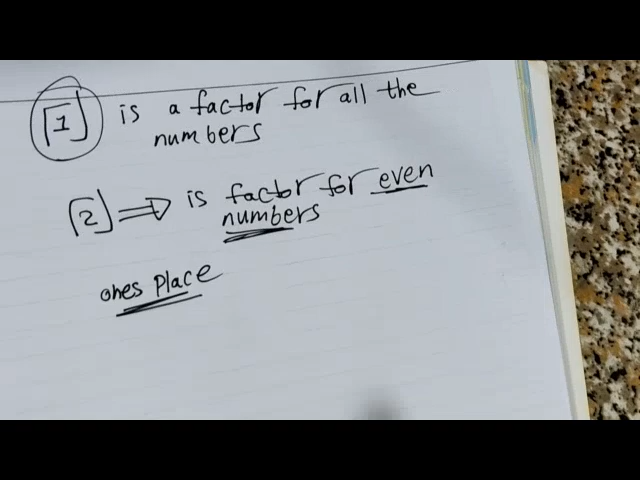 [1] is a factor for all the
numbers
[2] ⇒ is factor for even
numbers
ones place